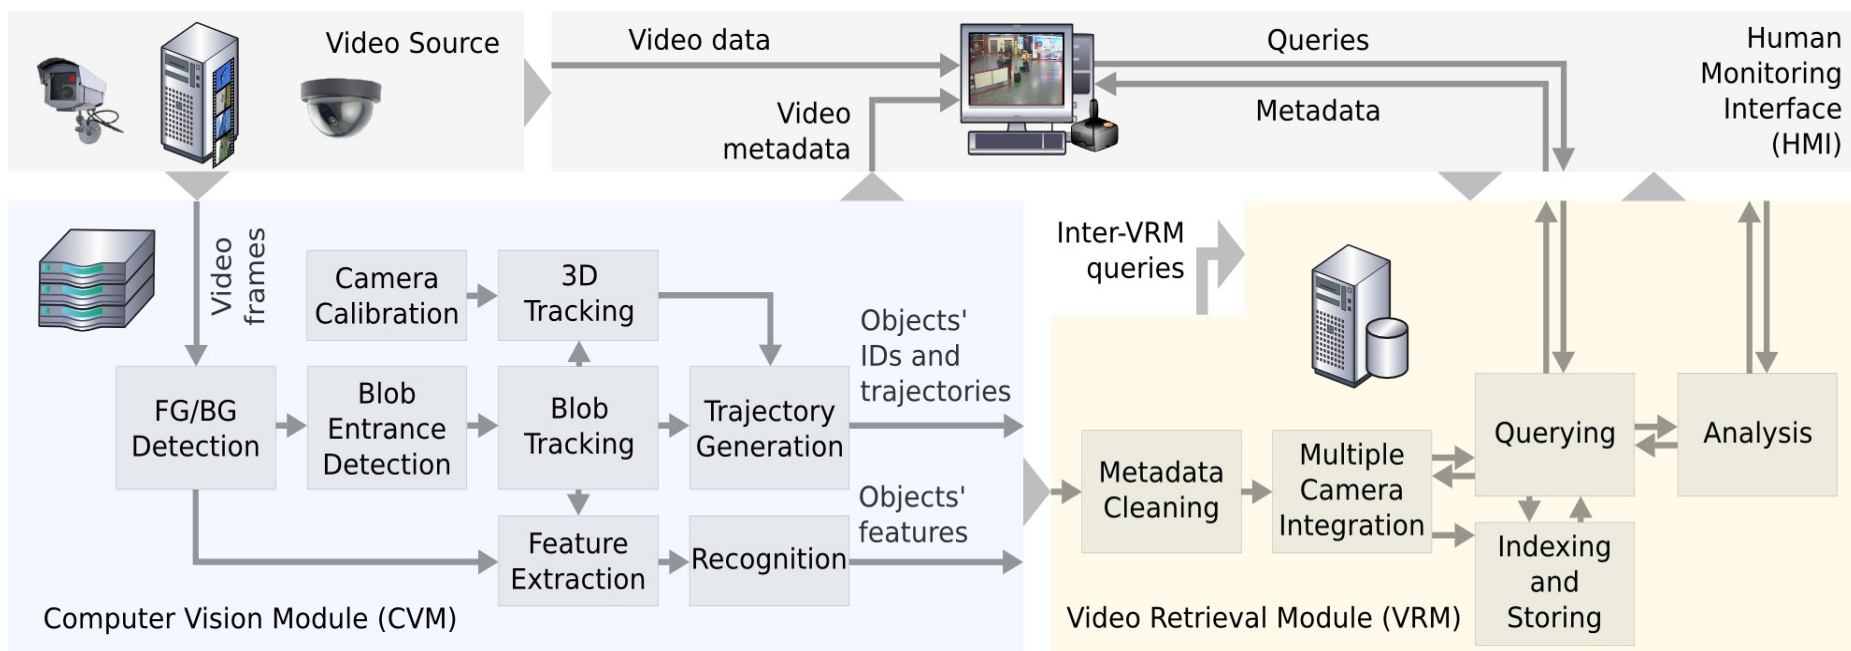 Video Source
Video data
Video
metadata
Queries
Metadata
Human
Monitoring
Interface
(HMI)
Video
frames
Camera
Calibration
3D
Tracking
FG/BG
Detection
Blob
Entrance
Detection
Blob
Tracking
Trajectory
Generation
Feature
Extraction
Recognition
Objects'
IDs and
trajectories
Objects'
features
Computer Vision Module (CVM)
Inter-VRM
queries
Metadata
Cleaning
Multiple
Camera
Integration
Querying
Analysis
Indexing
and
Storing
Video Retrieval Module (VRM)